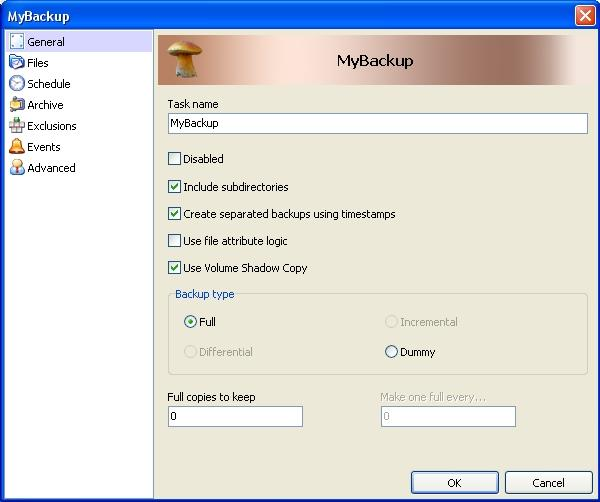 MyBackup
General
Files
Schedule
Archive
Exclusions
Events
Advanced
MyBackup
Task name
MyBackup
Disabled
Include subdirectories
Create separated backups using timestamps
Use file attribute logic
Use Volume Shadow Copy
Backup type
Full
Incremental
Differential
Dummy
Full copies to keep
Make one full every...
0
0
OK
Cancel